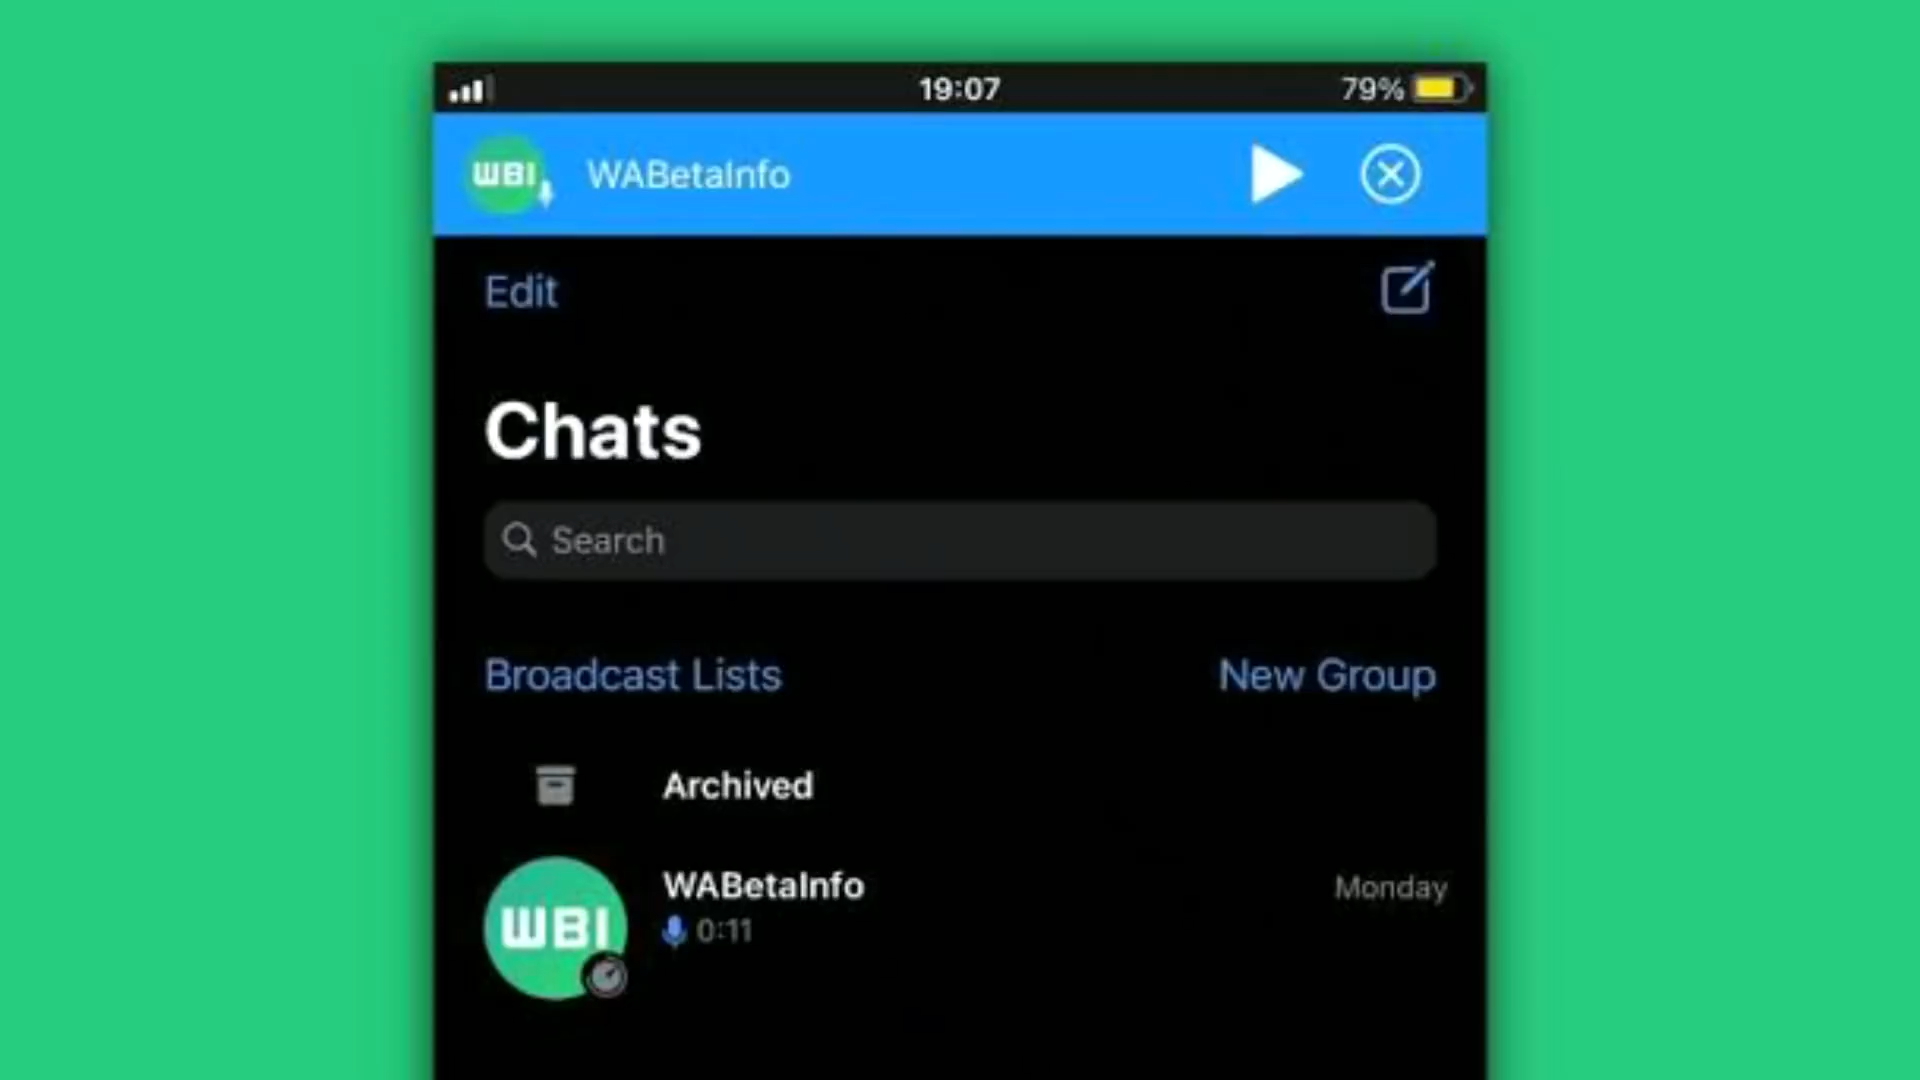 19:07 79%
WBI WABetaInfo
Edit
Chats
Search
Broadcast Lists New Group
Archived
WABetaInfo Monday
WBI 0:11